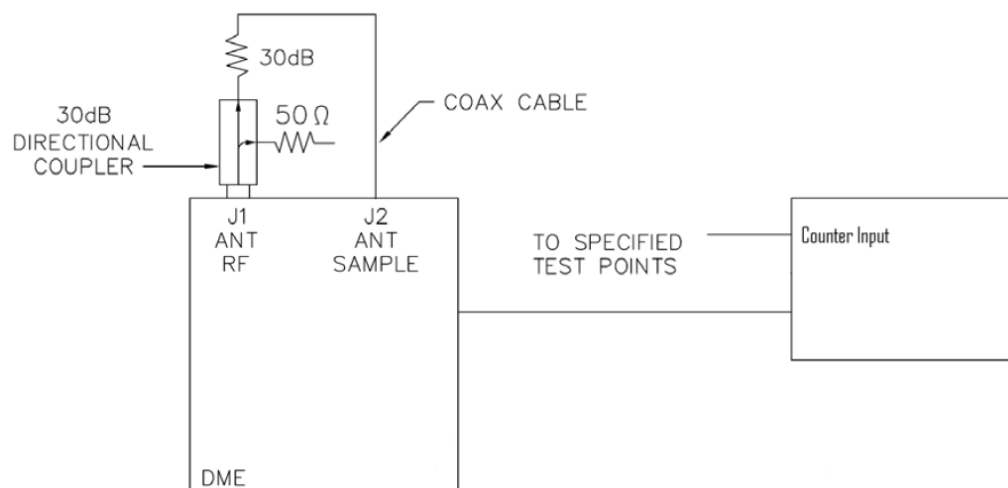 30dB
50 Ω
30dB
DIRECTIONAL
COUPLER
COAX CABLE
J1
ANT
RF
J2
ANT
SAMPLE
TO SPECIFIED
TEST POINTS
Counter Input
DME